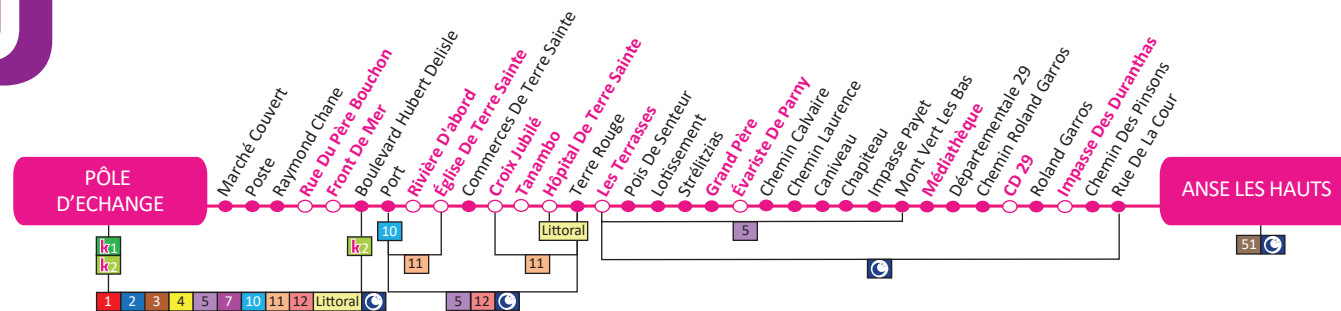 PÔLE
D'ECHANGE
Marché Couvert
Poste
Raymond Chane
Rue Du Père Bouchon
Front De Mer
Boulevard Hubert Delisle
Port
Rivière D'abord
Eglise De Terre Sainte
Commerces De Terre Sainte
Croix Jubilé
Tanambo
Hôpital De Terre Sainte
Terre Rouge
Les Terrasses
Pois De Senteur
Lotissement
Strélitzias
Grand Père
Évariste De Parny
Chemin Calvaire
Chemin Laurence
Caniveau
Chapiteau
Impasse Payet
Mont Vert Les Bas
Médiathèque
Départementale 29
Chemin Roland Garros
CD 29
Roland Garros
Impasse Des Duranthas
Chemin Des Pinsons
Rue De La Cour
ANSE LES HAUTS
k1
k2
k2
10
Littoral
5
51
11
11
1 2 3 4 5 7 10 11 12 Littoral
5 12